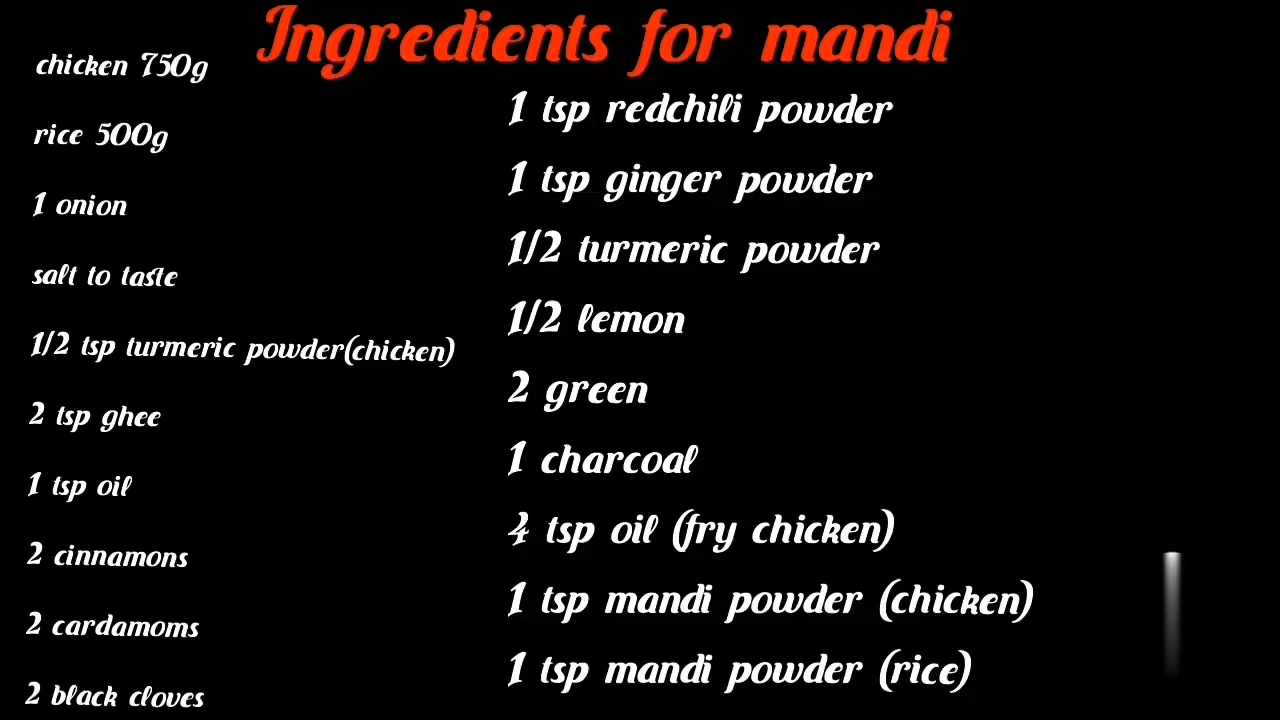 Ingredients for mandi
chicken 750g
rice 500g
1 onion
salt to taste
1/2 tsp turmeric powder(chicken)
2 tsp ghee
1 tsp oil
2 cinnamons
2 cardamoms
2 black cloves
1 tsp redchili powder
1 tsp ginger powder
1/2 turmeric powder
1/2 lemon
2 green
1 charcoal
4 tsp oil (fry chicken)
1 tsp mandi powder (chicken)
1 tsp mandi powder (rice)